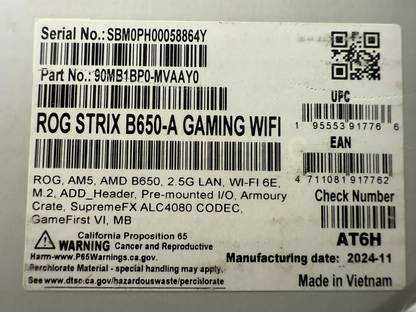 Serial No.: SBM0PH00058864Y
Part No.: 90MB1BP0-MVAAY0
UPC
1 95553 91776 6
ROG STRIX B650-A GAMING WIFI
EAN
4 711081 917762
ROG, AM5, AMD B650, 2.5G LAN, WI-FI 6E,
M.2, ADD_Header, Pre-mounted I/O, Armoury
Crate, SupremeFX ALC4080 CODEC,
GameFirst VI, MB
Check Number
AT6H
California Proposition 65
WARNING Cancer and Reproductive
Harm-www.P65Warnings.ca.gov.
Perchlorate Material - special handling may apply.
See www.dtsc.ca.gov/hazardouswaste/perchlorate
Manufacturing date: 2024-11
Made in Vietnam